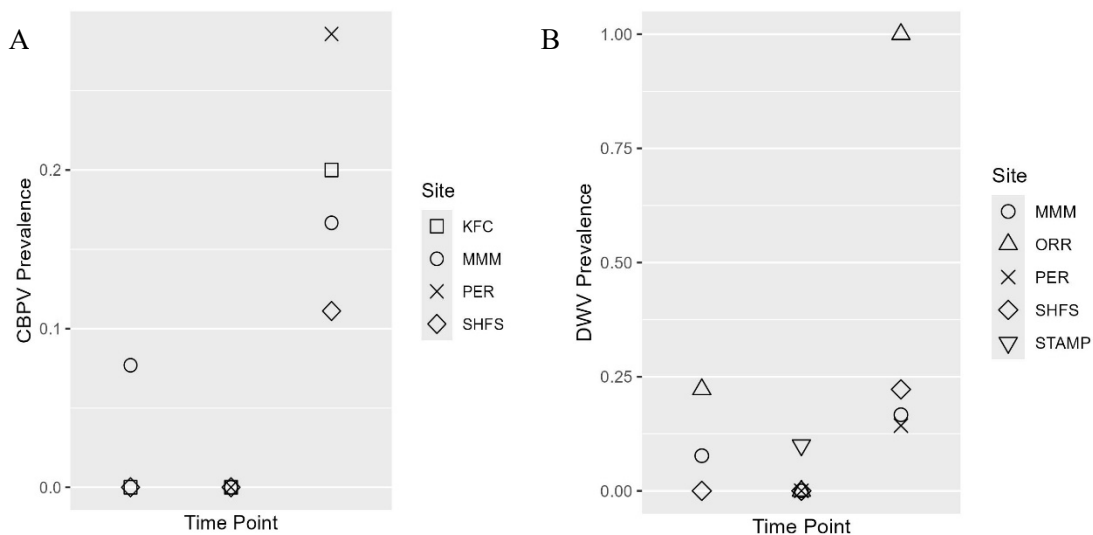 A
CBPV Prevalence
0.2
0.1
0.0
Time Point
Site
KFC
MMM
PER
SHFS
B
DWV Prevalence
1.00
0.75
0.50
0.25
0.00
Time Point
Site
MMM
ORR
PER
SHFS
STAMP